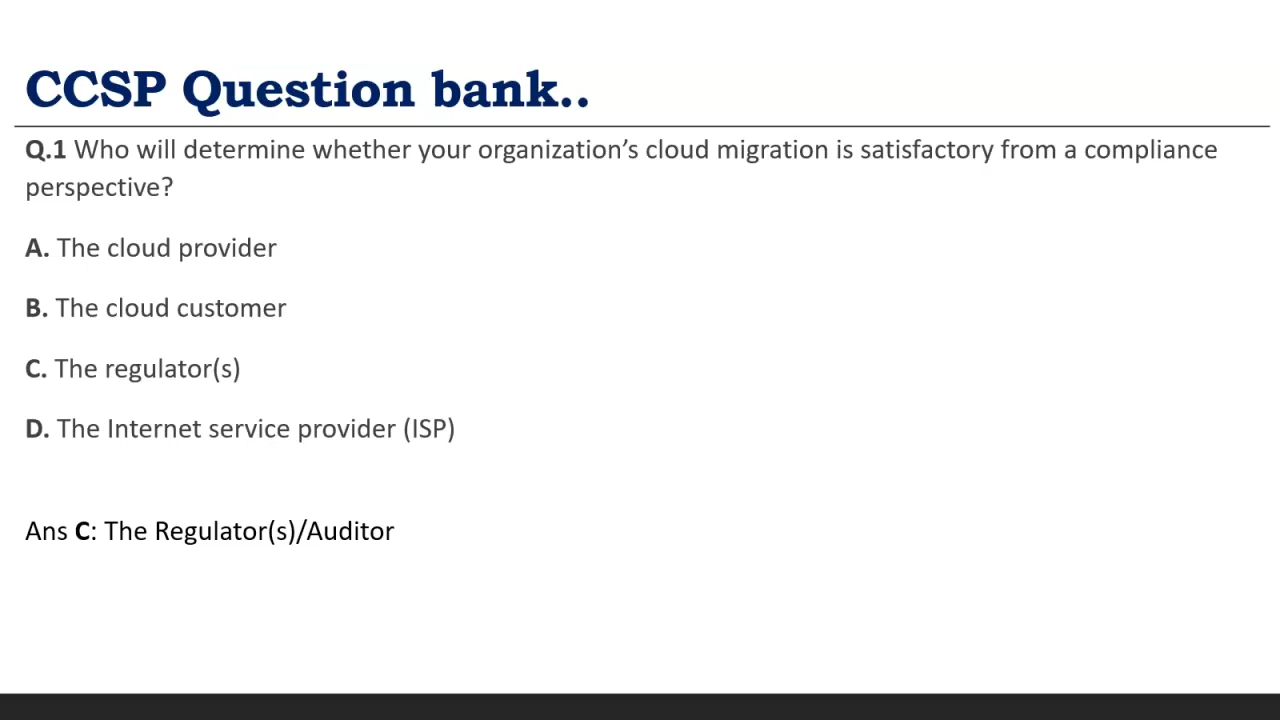 CCSP Question bank..
Q.1 Who will determine whether your organization’s cloud migration is satisfactory from a compliance
perspective?
A. The cloud provider
B. The cloud customer
C. The regulator(s)
D. The Internet service provider (ISP)
Ans C: The Regulator(s)/Auditor